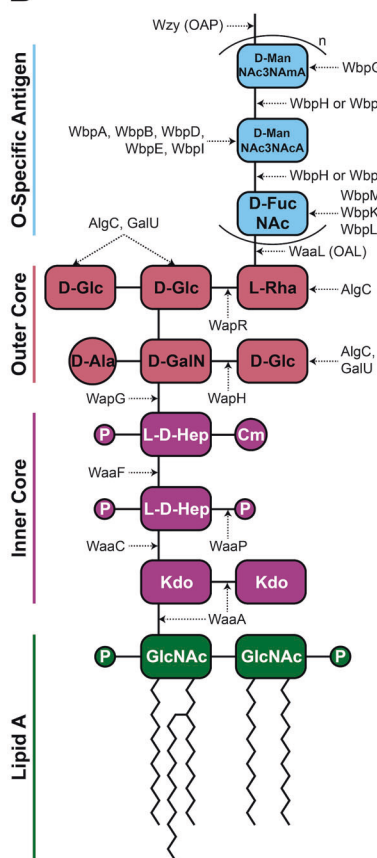 Wzy (OAP)
n
D-Man
NAc3NAmA
WbpH or Wbp
WbpA, WbpB, WbpD,
WbpE, WbpI
D-Man
NAc3NAcA
WbpH or Wbp
D-Fuc
NAc
WbpM
WbpK
WbpL
WaaL (OAL)
O-Specific Antigen
AlgC, GalU
D-Glc
D-Glc
L-Rha
AlgC
WapR
D-Ala
D-GalN
D-Glc
AlgC,
GalU
WapG
WapH
Outer Core
P
L-D-Hep
Cm
WaaF
P
L-D-Hep
P
WaaC
WaaP
Kdo
Kdo
WaaA
Inner Core
P
GlcNAc
GlcNAc
P
Lipid A